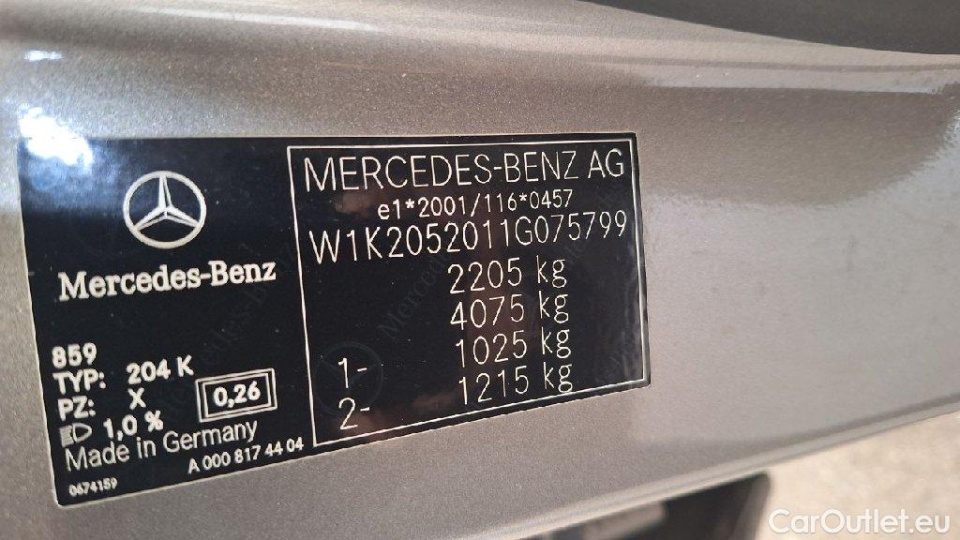 Mercedes-Benz
859
TYP: 204 K
PZ: X
0,26
1,0 %
Made in Germany
A 000 817 44 04
0674159
MERCEDES-BENZ AG
e1*2001/116*0457
W1K2052011G075799
2205 kg
4075 kg
1- 1025 kg
2- 1215 kg
CarOutlet.eu